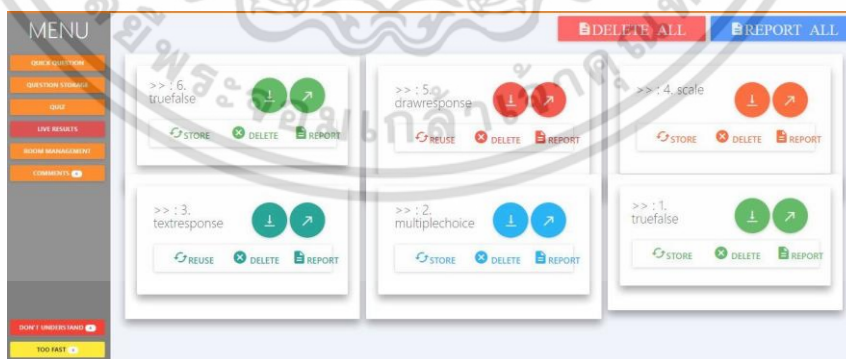 MENU
DELETE ALL
REPORT ALL
QUICK QUESTION
QUESTION STORAGE
QUIZ
LIVE RESULTS
ROOM MANAGEMENT
COMMENTS
>> : 6.
truefalse
STORE
DELETE
REPORT
>> : 5.
drawresponse
REUSE
DELETE
REPORT
>> : 4. scale
STORE
DELETE
REPORT
>> : 3.
textresponse
REUSE
DELETE
REPORT
>> : 2.
multiplechoice
STORE
DELETE
REPORT
>> : 1.
truefalse
STORE
DELETE
REPORT
DON'T UNDERSTAND
TOO FAST